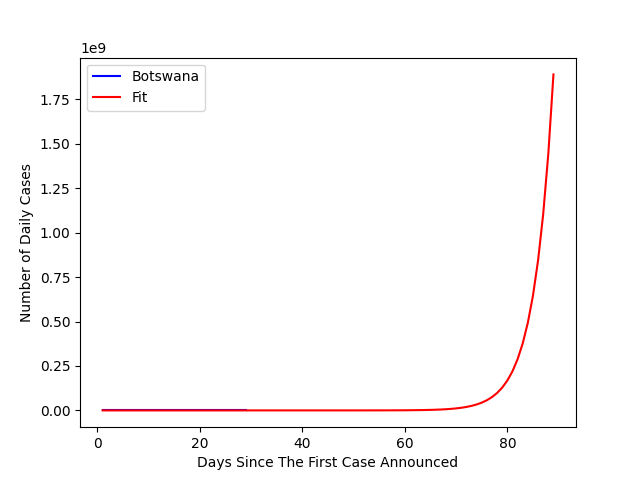 1e9
Botswana
Fit
1.75
1.50
1.25
1.00
0.75
0.50
0.25
0.00
Number of Daily Cases
0 20 40 60 80
Days Since The First Case Announced